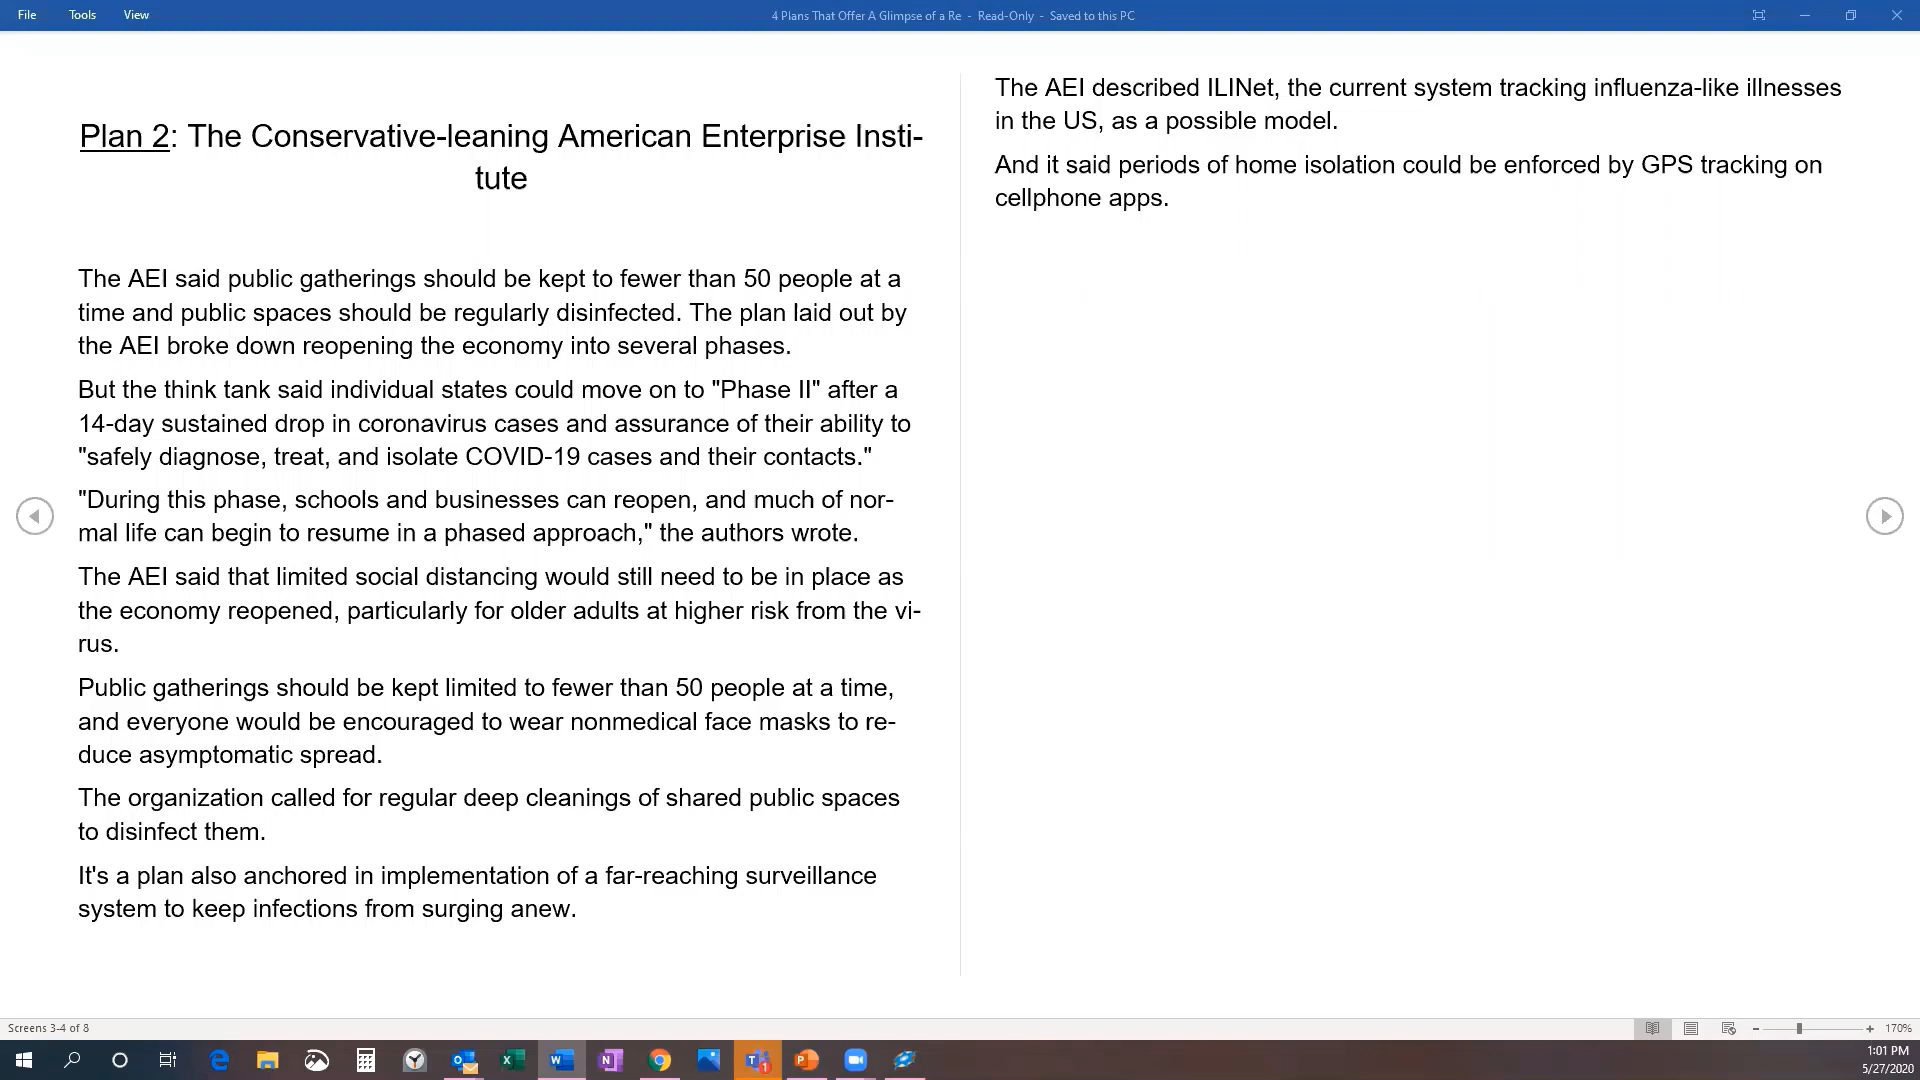 File Tools View
4 Plans That Offer A Glimpse of a Re - Read-Only - Saved to this PC
Plan 2: The Conservative-leaning American Enterprise Insti-
tute
The AEI said public gatherings should be kept to fewer than 50 people at a
time and public spaces should be regularly disinfected. The plan laid out by
the AEI broke down reopening the economy into several phases.
But the think tank said individual states could move on to "Phase II" after a
14-day sustained drop in coronavirus cases and assurance of their ability to
"safely diagnose, treat, and isolate COVID-19 cases and their contacts."
"During this phase, schools and businesses can reopen, and much of nor-
mal life can begin to resume in a phased approach," the authors wrote.
The AEI said that limited social distancing would still need to be in place as
the economy reopened, particularly for older adults at higher risk from the vi-
rus.
Public gatherings should be kept limited to fewer than 50 people at a time,
and everyone would be encouraged to wear nonmedical face masks to re-
duce asymptomatic spread.
The organization called for regular deep cleanings of shared public spaces
to disinfect them.
It's a plan also anchored in implementation of a far-reaching surveillance
system to keep infections from surging anew.
The AEI described ILINet, the current system tracking influenza-like illnesses
in the US, as a possible model.
And it said periods of home isolation could be enforced by GPS tracking on
cellphone apps.
Screens 3-4 of 8
170%
1:01 PM
5/27/2020